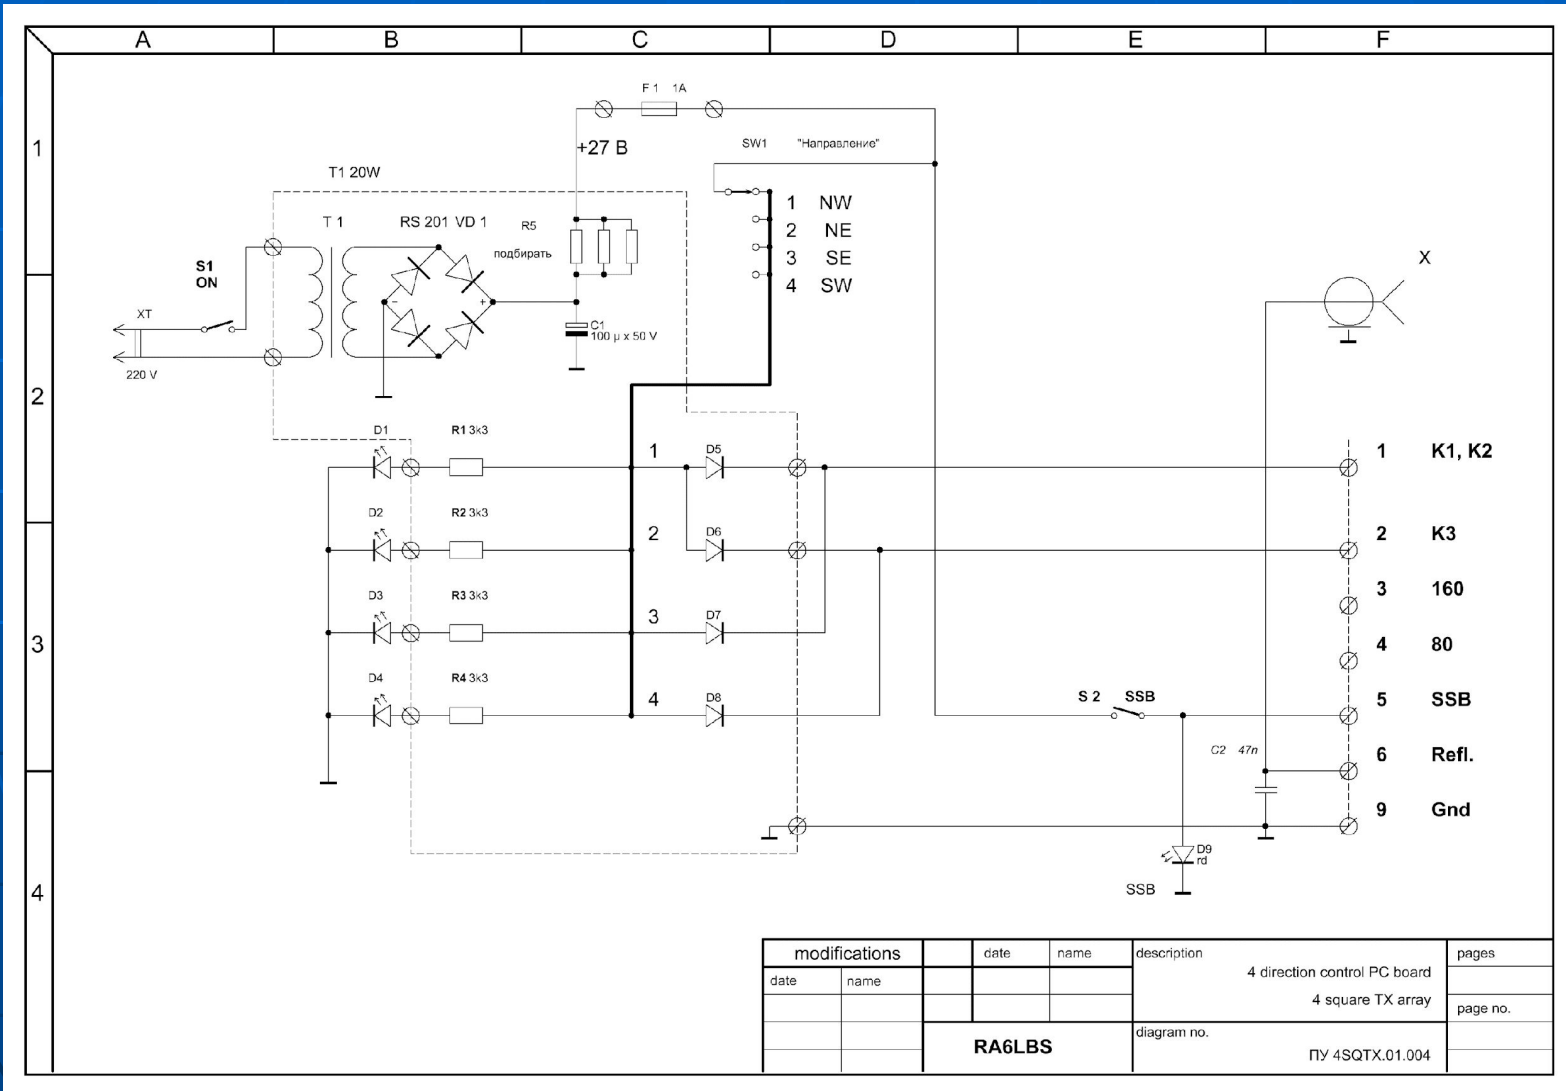 A B C D E F
1
2
3
4
F 1 1A
+27 В
SW1 "Направление"
T1 20W
T 1
RS 201 VD 1
R5
подбирать
1 NW
2 NE
3 SE
4 SW
S1
ON
XT
220 V
- +
C1
100 µ x 50 V
X
D1 R1 3k3
1 D5
1 K1, K2
D2 R2 3k3
2 D6
2 K3
D3 R3 3k3
3 D7
3 160
4 80
D4 R4 3k3
4 D8
S 2 SSB
5 SSB
C2 47n
6 Refl.
9 Gnd
D9
rd
SSB
modifications
date name
date name
description
4 direction control PC board
4 square TX array
pages
page no.
RA6LBS
diagram no.
ПУ 4SQTX.01.004